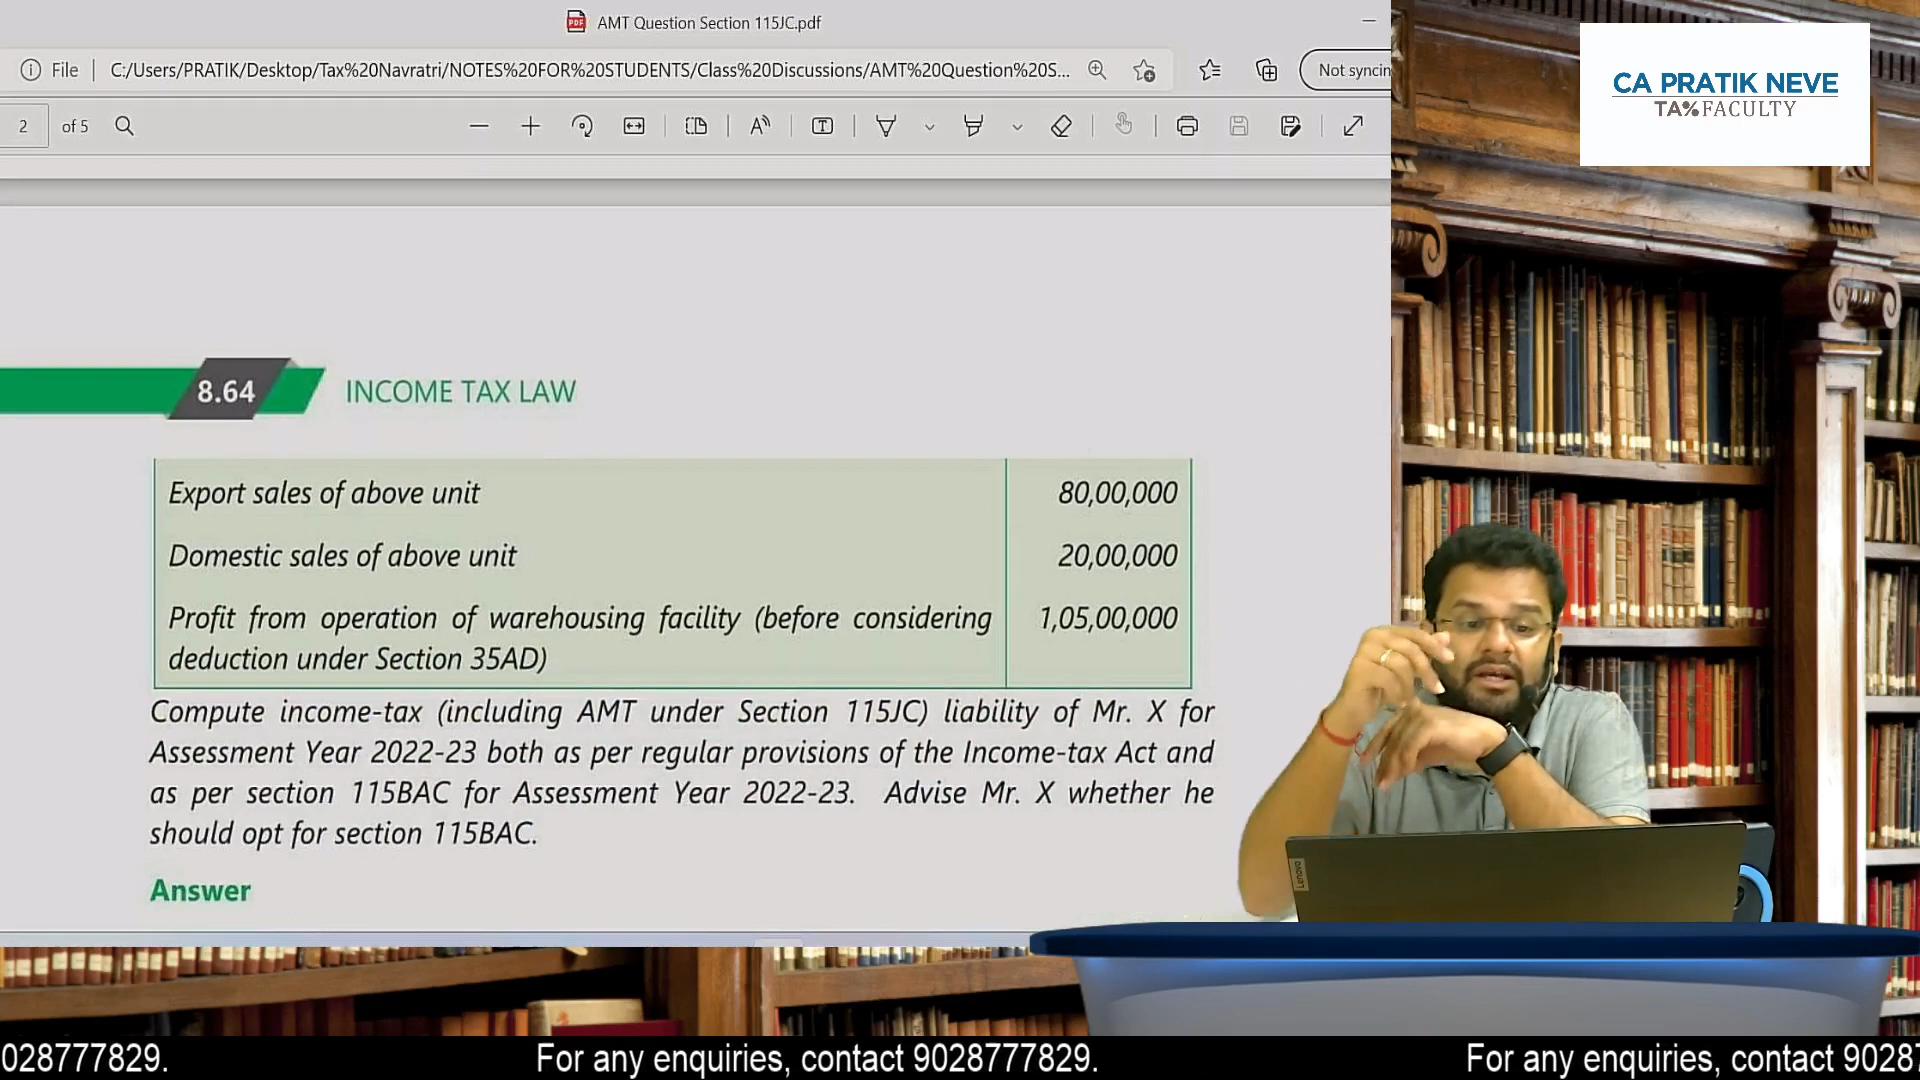 AMT Question Section 115JC.pdf
File
C:/Users/PRATIK/Desktop/Tax%20Navratri/NOTES%20FOR%20STUDENTS/Class%20Discussions/AMT%20Question%20S...
Not syncin
2 of 5
CA PRATIK NEVE
TA%FACULTY
8.64 INCOME TAX LAW
Export sales of above unit 80,00,000
Domestic sales of above unit 20,00,000
Profit from operation of warehousing facility (before considering 1,05,00,000
deduction under Section 35AD)
Compute income-tax (including AMT under Section 115JC) liability of Mr. X for
Assessment Year 2022-23 both as per regular provisions of the Income-tax Act and
as per section 115BAC for Assessment Year 2022-23. Advise Mr. X whether he
should opt for section 115BAC.
Answer
Lenovo
028777829. For any enquiries, contact 9028777829. For any enquiries, contact 9028